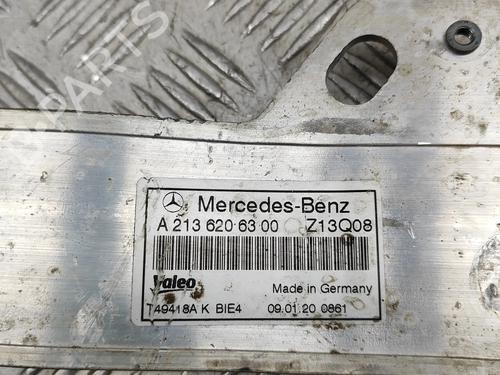 Mercedes-Benz
A 213 620 63 00 Z13Q08
Valeo Made in Germany
T49418A K BIE4 09.01.20 0861